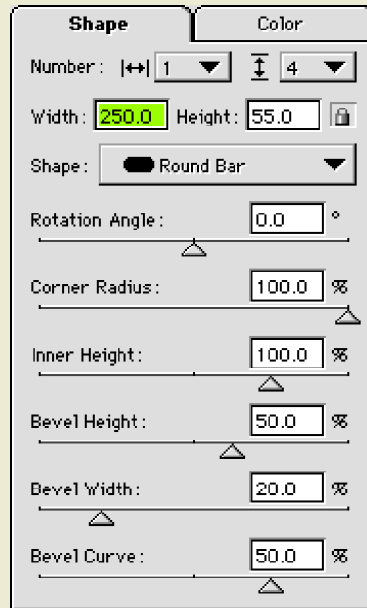 Shape Color
Number: 1 4
Width: 250.0 Height: 55.0
Shape: Round Bar
Rotation Angle: 0.0 °
Corner Radius: 100.0 %
Inner Height: 100.0 %
Bevel Height: 50.0 %
Bevel Width: 20.0 %
Bevel Curve: 50.0 %